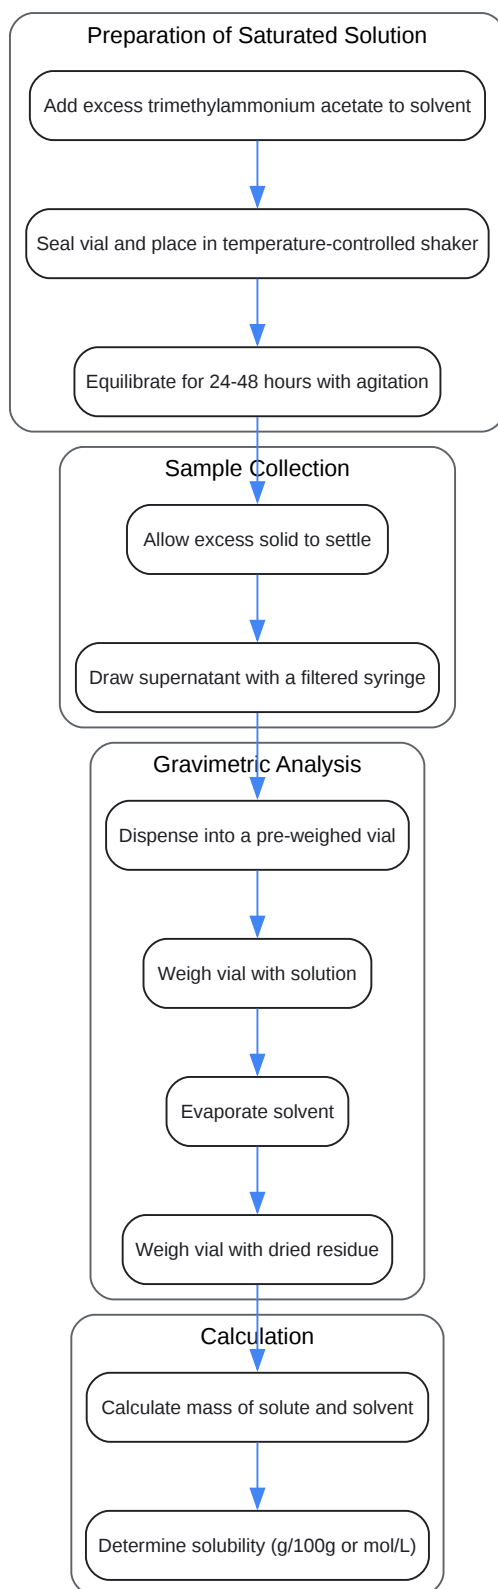 Preparation of Saturated Solution
Add excess trimethylammonium acetate to solvent
Seal vial and place in temperature-controlled shaker
Equilibrate for 24-48 hours with agitation
Sample Collection
Allow excess solid to settle
Draw supernatant with a filtered syringe
Gravimetric Analysis
Dispense into a pre-weighed vial
Weigh vial with solution
Evaporate solvent
Weigh vial with dried residue
Calculation
Calculate mass of solute and solvent
Determine solubility (g/100g or mol/L)